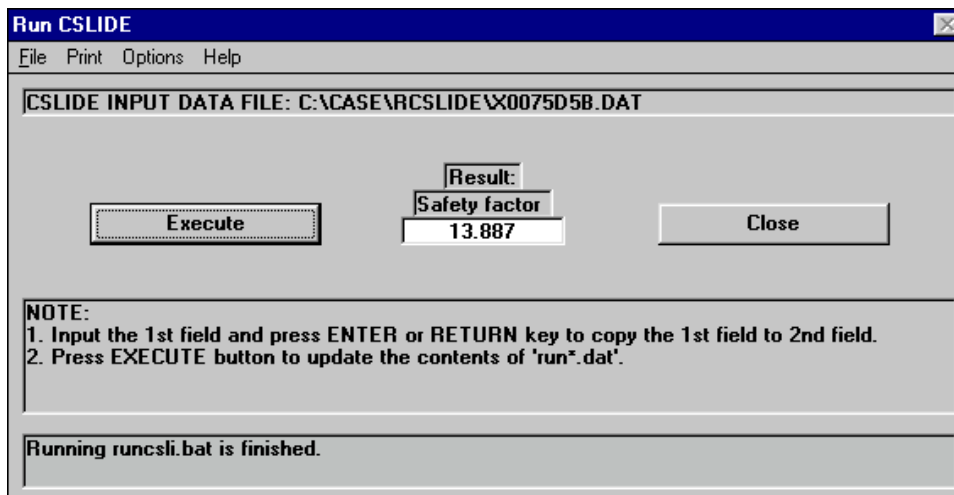 Run CSLIDE
File Print Options Help
CSLIDE INPUT DATA FILE: C:\CASE\RCSLIDE\X0075D5B.DAT
Result:
Safety factor
Execute
13.887
Close
NOTE:
1. Input the 1st field and press ENTER or RETURN key to copy the 1st field to 2nd field.
2. Press EXECUTE button to update the contents of 'run*.dat'.
Running runcsli.bat is finished.